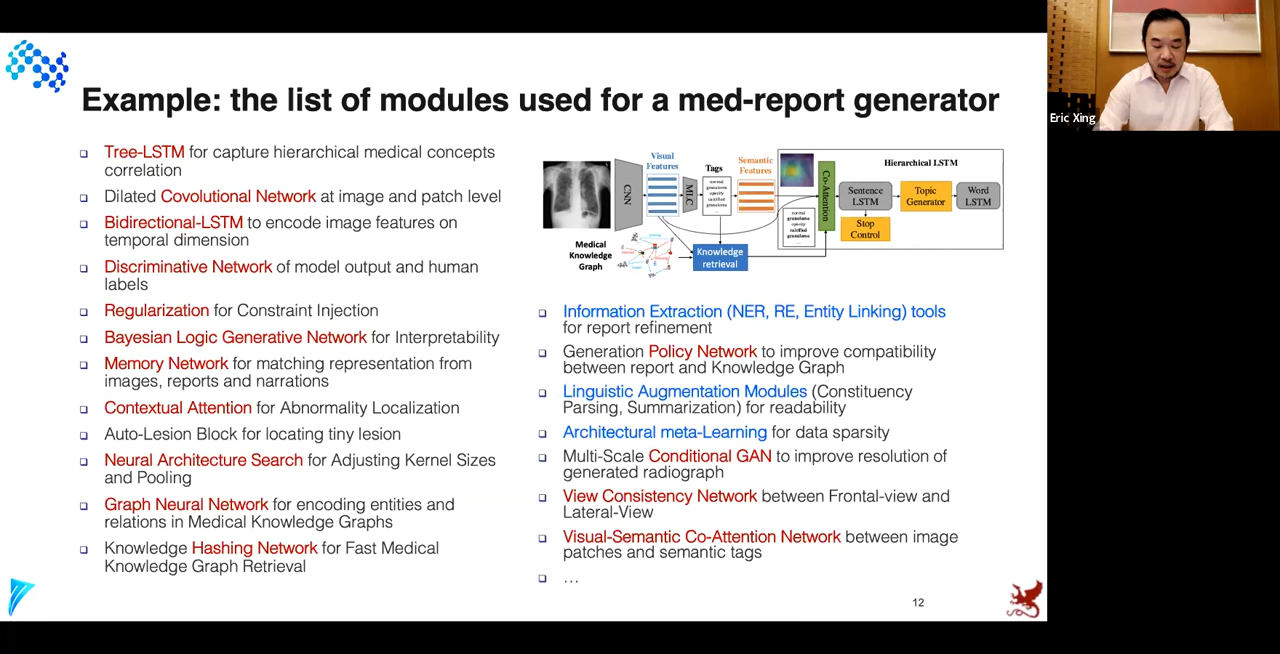 Example: the list of modules used for a med-report generator
Eric Xing
Tree-LSTM for capture hierarchical medical concepts
correlation
Dilated Covolutional Network at image and patch level
Bidirectional-LSTM to encode image features on
temporal dimension
Discriminative Network of model output and human
labels
Regularization for Constraint Injection
Bayesian Logic Generative Network for Interpretability
Memory Network for matching representation from
images, reports and narrations
Contextual Attention for Abnormality Localization
Auto-Lesion Block for locating tiny lesion
Neural Architecture Search for Adjusting Kernel Sizes
and Pooling
Graph Neural Network for encoding entities and
relations in Medical Knowledge Graphs
Knowledge Hashing Network for Fast Medical
Knowledge Graph Retrieval
CNN
Visual
Features
MLC
Tags
normal
granuloma
opacity
calcified
granuloma
...
Semantic
Features
Co-Attention
Hierarchical LSTM
Sentence
LSTM
Topic
Generator
Word
LSTM
Stop
Control
normal
granuloma
opacity
calcified
granuloma
...
Medical
Knowledge
Graph
Knowledge
retrieval
Information Extraction (NER, RE, Entity Linking) tools
for report refinement
Generation Policy Network to improve compatibility
between report and Knowledge Graph
Linguistic Augmentation Modules (Constituency
Parsing, Summarization) for readability
Architectural meta-Learning for data sparsity
Multi-Scale Conditional GAN to improve resolution of
generated radiograph
View Consistency Network between Frontal-view and
Lateral-View
Visual-Semantic Co-Attention Network between image
patches and semantic tags
…
12